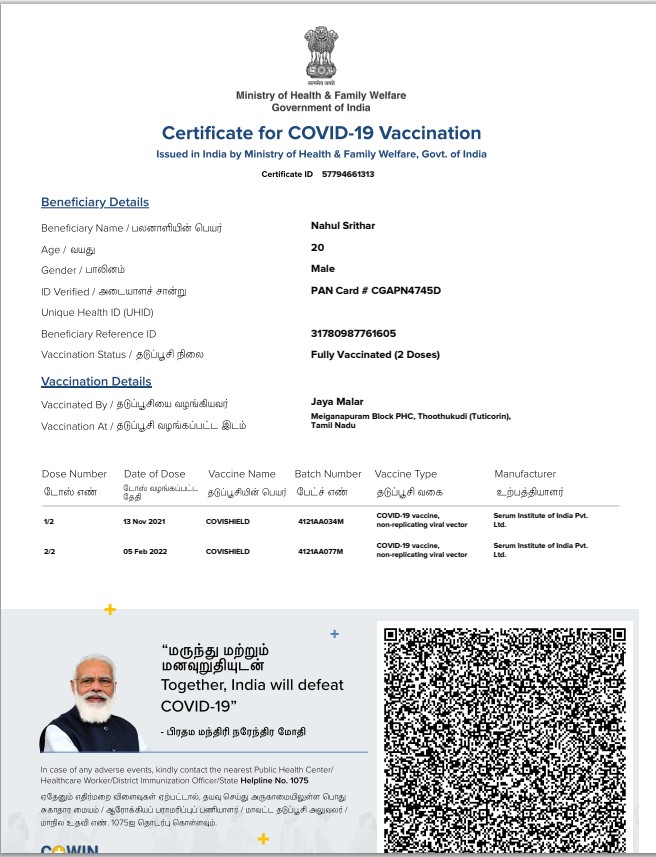 सत्यमेव जयते
Ministry of Health & Family Welfare
Government of India
Certificate for COVID-19 Vaccination
Issued in India by Ministry of Health & Family Welfare, Govt. of India
Certificate ID 57794661313
Beneficiary Details
Beneficiary Name / பயனாளியின் பெயர் Nahul Srithar
Age / வயது 20
Gender / பாலினம் Male
ID Verified / அடையாளச் சான்று PAN Card # CGAPN4745D
Unique Health ID (UHID)
Beneficiary Reference ID 31780987761605
Vaccination Status / தடுப்பூசி நிலை Fully Vaccinated (2 Doses)
Vaccination Details
Vaccinated By / தடுப்பூசியை வழங்கியவர் Jaya Malar
Vaccination At / தடுப்பூசி வழங்கப்பட்ட இடம் Meiganapuram Block PHC, Thoothukudi (Tuticorin),
Tamil Nadu
Dose Number Date of Dose Vaccine Name Batch Number Vaccine Type Manufacturer
டோஸ் எண் டோஸ் வழங்கப்பட்ட தடுப்பூசியின் பெயர் பேட்ச் எண் தடுப்பூசி வகை உற்பத்தியாளர்
தேதி
1/2 13 Nov 2021 COVISHIELD 4121AA034M COVID-19 vaccine, Serum Institute of India Pvt.
non-replicating viral vector Ltd.
2/2 05 Feb 2022 COVISHIELD 4121AA077M COVID-19 vaccine, Serum Institute of India Pvt.
non-replicating viral vector Ltd.
“மருந்து மற்றும்
மனவுறுதியுடன்
Together, India will defeat
COVID-19”
- பிரதம மந்திரி நரேந்திர மோதி
In case of any adverse events, kindly contact the nearest Public Health Center/
Healthcare Worker/District Immunization Officer/State Helpline No. 1075
ஏதேனும் எதிர்மறை விளைவுகள் ஏற்பட்டால், தயவு செய்து அருகாமையிலுள்ள பொது
சுகாதார மையம் / ஆரோக்கியப் பராமரிப்புப் பணியாளர் / மாவட்ட தடுப்பூசி அலுவலர் /
மாநில உதவி எண். 1075ஐ தொடர்பு கொள்ளவும்.
COWIN